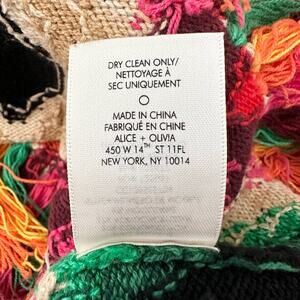 DRY CLEAN ONLY/
NETTOYAGE À
SEC UNIQUEMENT
MADE IN CHINA
FABRIQUÉ EN CHINE
ALICE + OLIVIA
450 W 14TH ST 11FL
NEW YORK, NY 10014